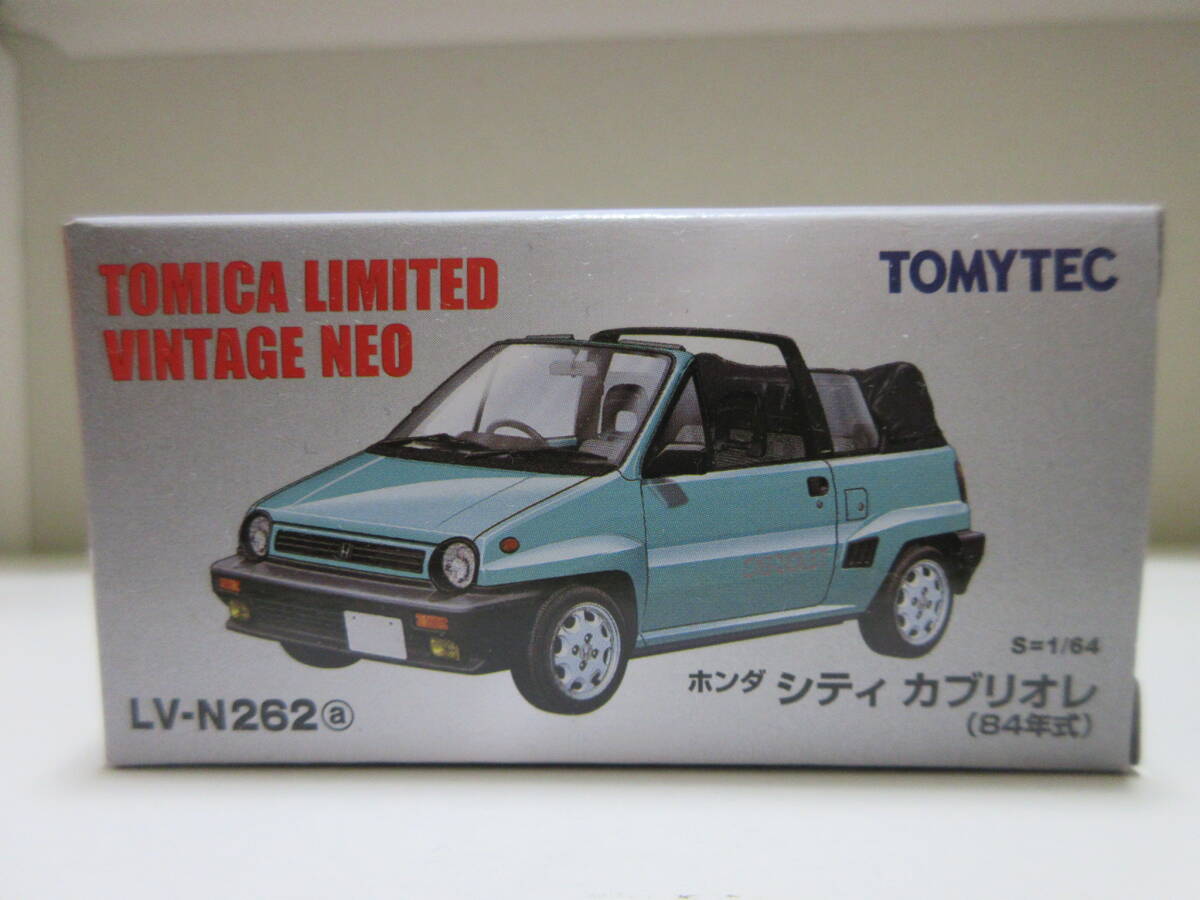 TOMICA LIMITED
VINTAGE NEO
TOMYTEC
S=1/64
ホンダ シティ カブリオレ
(84年式)
LV-N262ⓐ